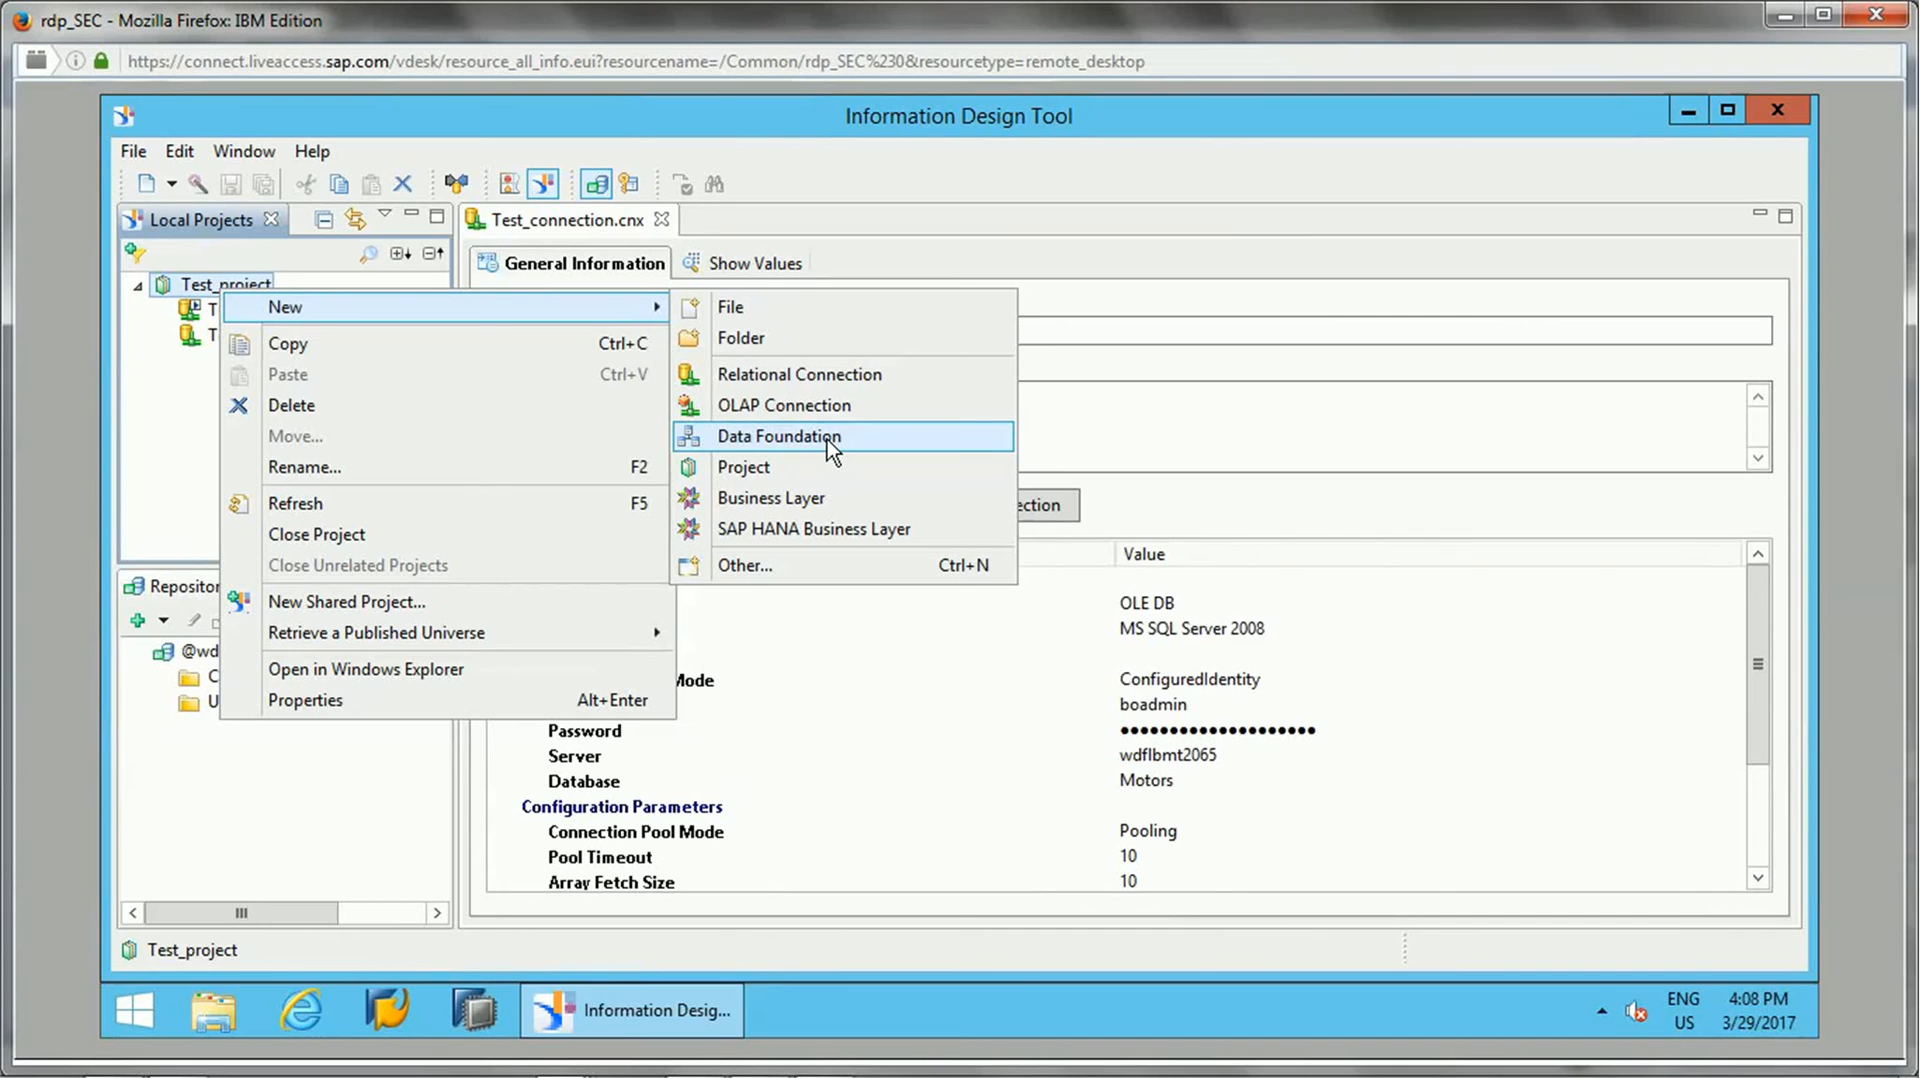 rdp_SEC - Mozilla Firefox: IBM Edition
https://connect.liveaccess.sap.com/vdesk/resource_all_info.eui?resourcename=/Common/rdp_SEC%230&resourcetype=remote_desktop
Information Design Tool
File Edit Window Help
Local Projects
Test_connection.cnx
General Information
Show Values
Test_project
T
T
New
Copy Ctrl+C
Paste Ctrl+V
Delete
Move...
Rename... F2
Refresh F5
Close Project
Close Unrelated Projects
New Shared Project...
Retrieve a Published Universe
Open in Windows Explorer
Properties Alt+Enter
File
Folder
Relational Connection
OLAP Connection
Data Foundation
Project
Business Layer
SAP HANA Business Layer
Other... Ctrl+N
ection
Value
OLE DB
MS SQL Server 2008
Mode ConfiguredIdentity
boadmin
Password ●●●●●●●●●●●●●●●●●●●●
Server wdflbmt2065
Database Motors
Configuration Parameters
Connection Pool Mode Pooling
Pool Timeout 10
Array Fetch Size 10
Repositor
@wd
C
U
Test_project
Information Desig...
ENG
US
4:08 PM
3/29/2017